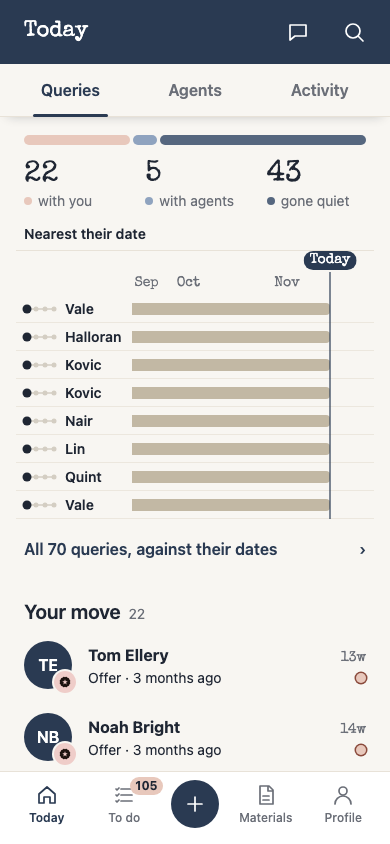 Today
Queries Agents Activity
22 5 43
with you with agents gone quiet
Nearest their date
Today
Sep Oct Nov
Vale
Halloran
Kovic
Kovic
Nair
Lin
Quint
Vale
All 70 queries, against their dates ›
Your move 22
TE Tom Ellery 13w
Offer · 3 months ago
NB Noah Bright 14w
Offer · 3 months ago
105
Today To do Materials Profile